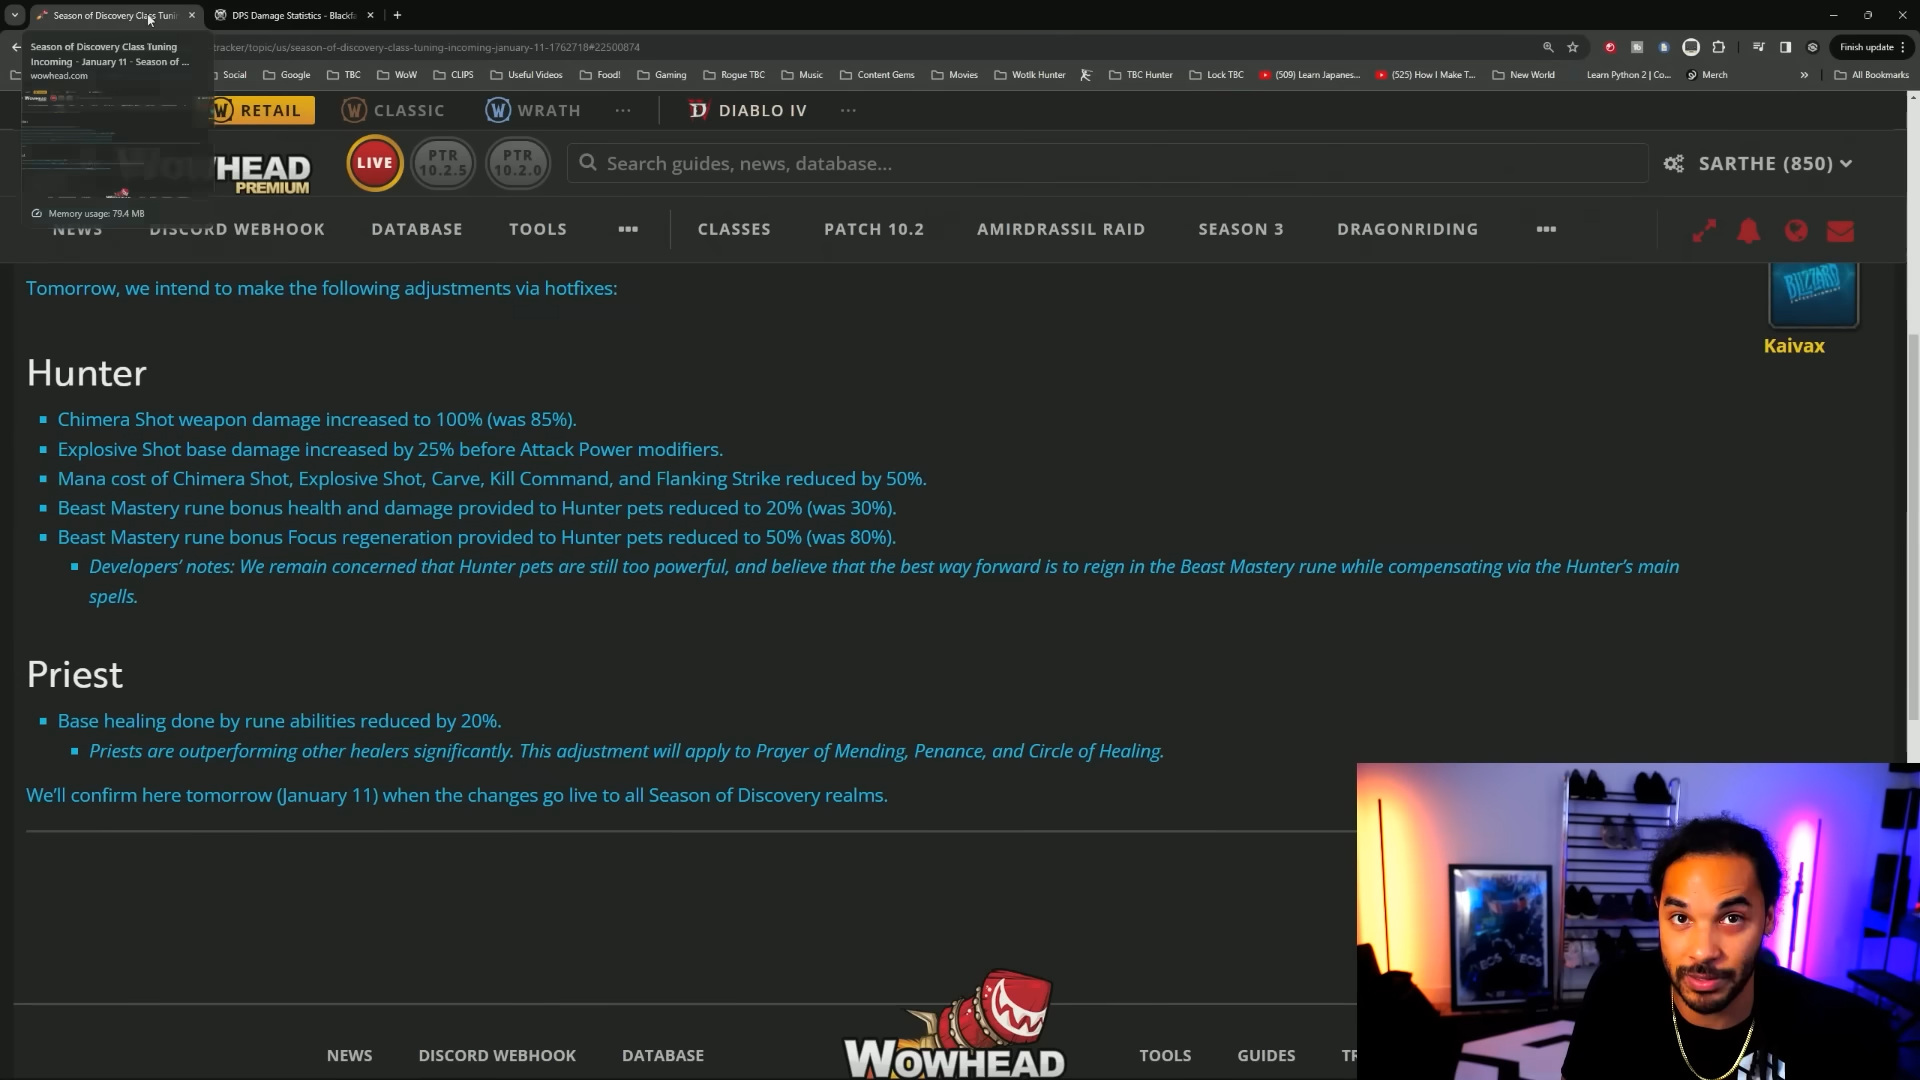 Season of Discovery Class Tunin
DPS Damage Statistics - Blackfa
tracker/topic/us/season-of-discovery-class-tuning-incoming-january-11-1762718#22500874
Finish update
Season of Discovery Class Tuning
Incoming - January 11 - Season of ...
wowhead.com
Memory usage: 79.4 MB
Social
Google
TBC
WoW
CLIPS
Useful Videos
Food!
Gaming
Rogue TBC
Music
Content Gems
Movies
Wotlk Hunter
TBC Hunter
Lock TBC
(509) Learn Japanes...
(525) How I Make T...
New World
Learn Python 2 | Co...
Merch
All Bookmarks
RETAIL
CLASSIC
WRATH
DIABLO IV
WOWHEAD
PREMIUM
LIVE
PTR
10.2.5
PTR
10.2.0
Search guides, news, database...
SARTHE (850)
NEWS
DISCORD WEBHOOK
DATABASE
TOOLS
CLASSES
PATCH 10.2
AMIRDRASSIL RAID
SEASON 3
DRAGONRIDING
Tomorrow, we intend to make the following adjustments via hotfixes:
BLIZZARD
Kaivax
Hunter
Chimera Shot weapon damage increased to 100% (was 85%).
Explosive Shot base damage increased by 25% before Attack Power modifiers.
Mana cost of Chimera Shot, Explosive Shot, Carve, Kill Command, and Flanking Strike reduced by 50%.
Beast Mastery rune bonus health and damage provided to Hunter pets reduced to 20% (was 30%).
Beast Mastery rune bonus Focus regeneration provided to Hunter pets reduced to 50% (was 80%).
Developers’ notes: We remain concerned that Hunter pets are still too powerful, and believe that the best way forward is to reign in the Beast Mastery rune while compensating via the Hunter’s main
spells.
Priest
Base healing done by rune abilities reduced by 20%.
Priests are outperforming other healers significantly. This adjustment will apply to Prayer of Mending, Penance, and Circle of Healing.
We’ll confirm here tomorrow (January 11) when the changes go live to all Season of Discovery realms.
NEWS
DISCORD WEBHOOK
DATABASE
WOWHEAD
TOOLS
GUIDES